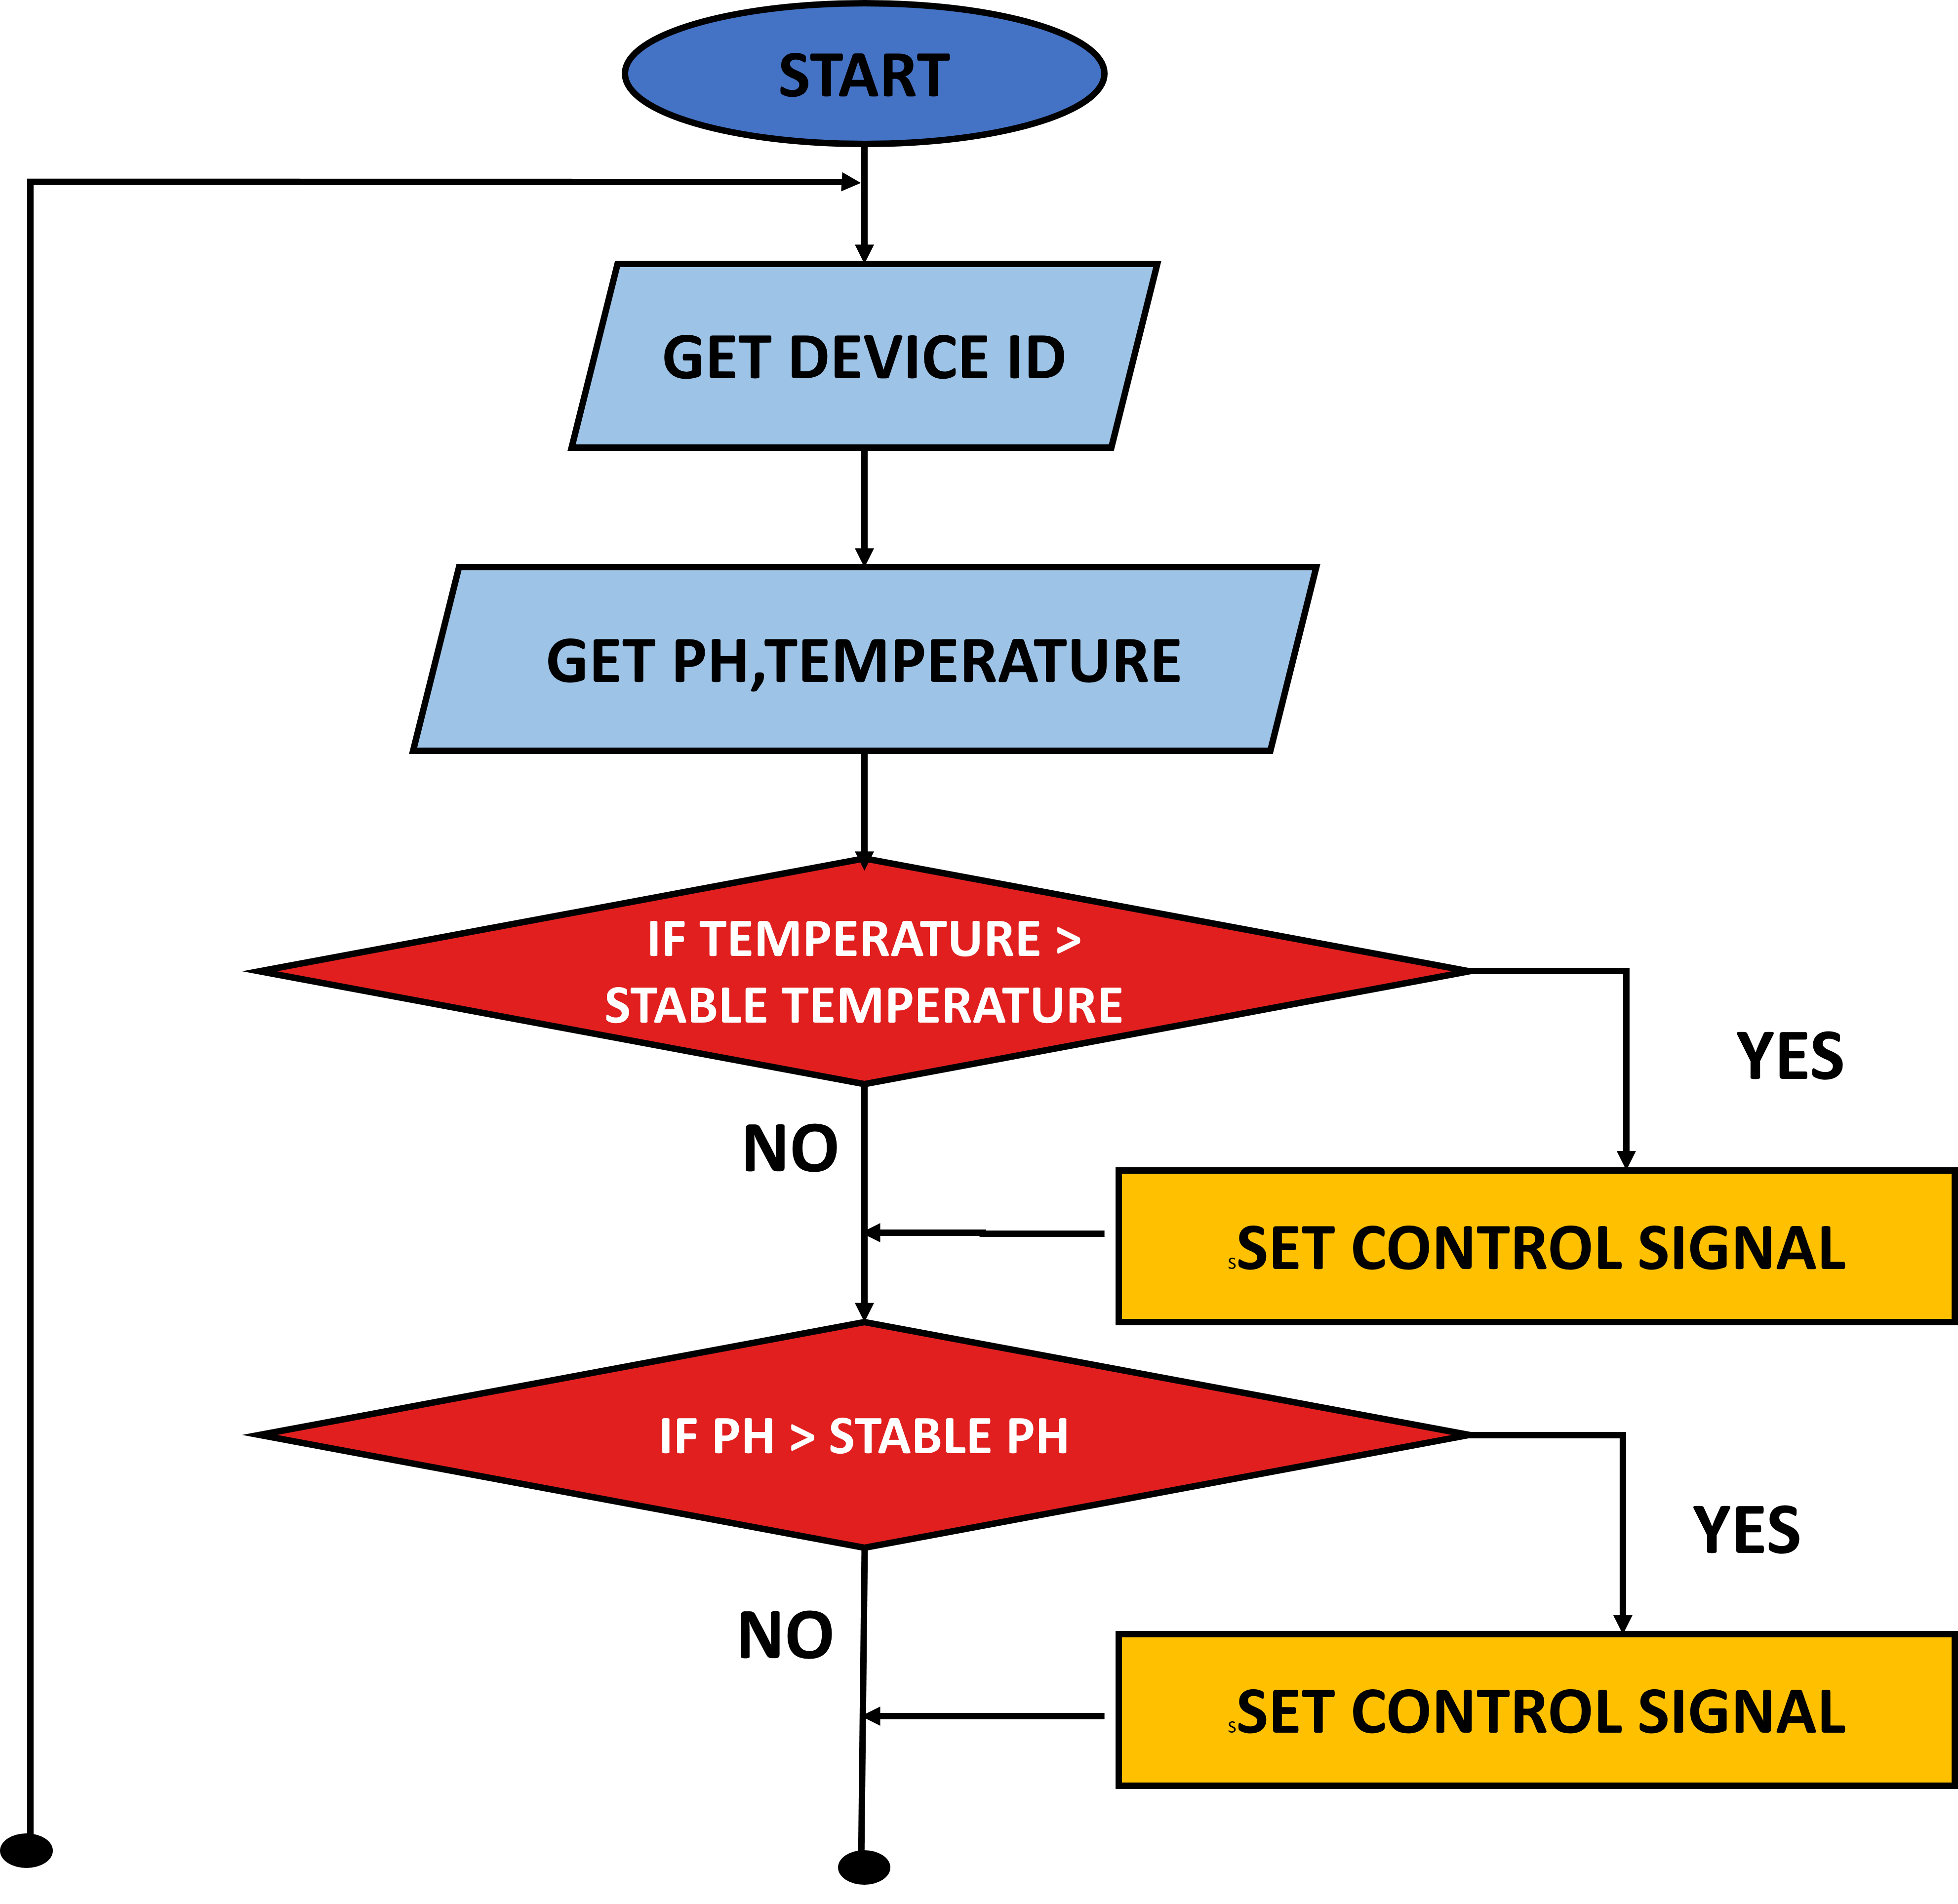 START
GET DEVICE ID
GET PH,TEMPERATURE
IF TEMPERATURE >
STABLE TEMPERATURE
YES
NO
sSET CONTROL SIGNAL
IF PH > STABLE PH
YES
NO
sSET CONTROL SIGNAL